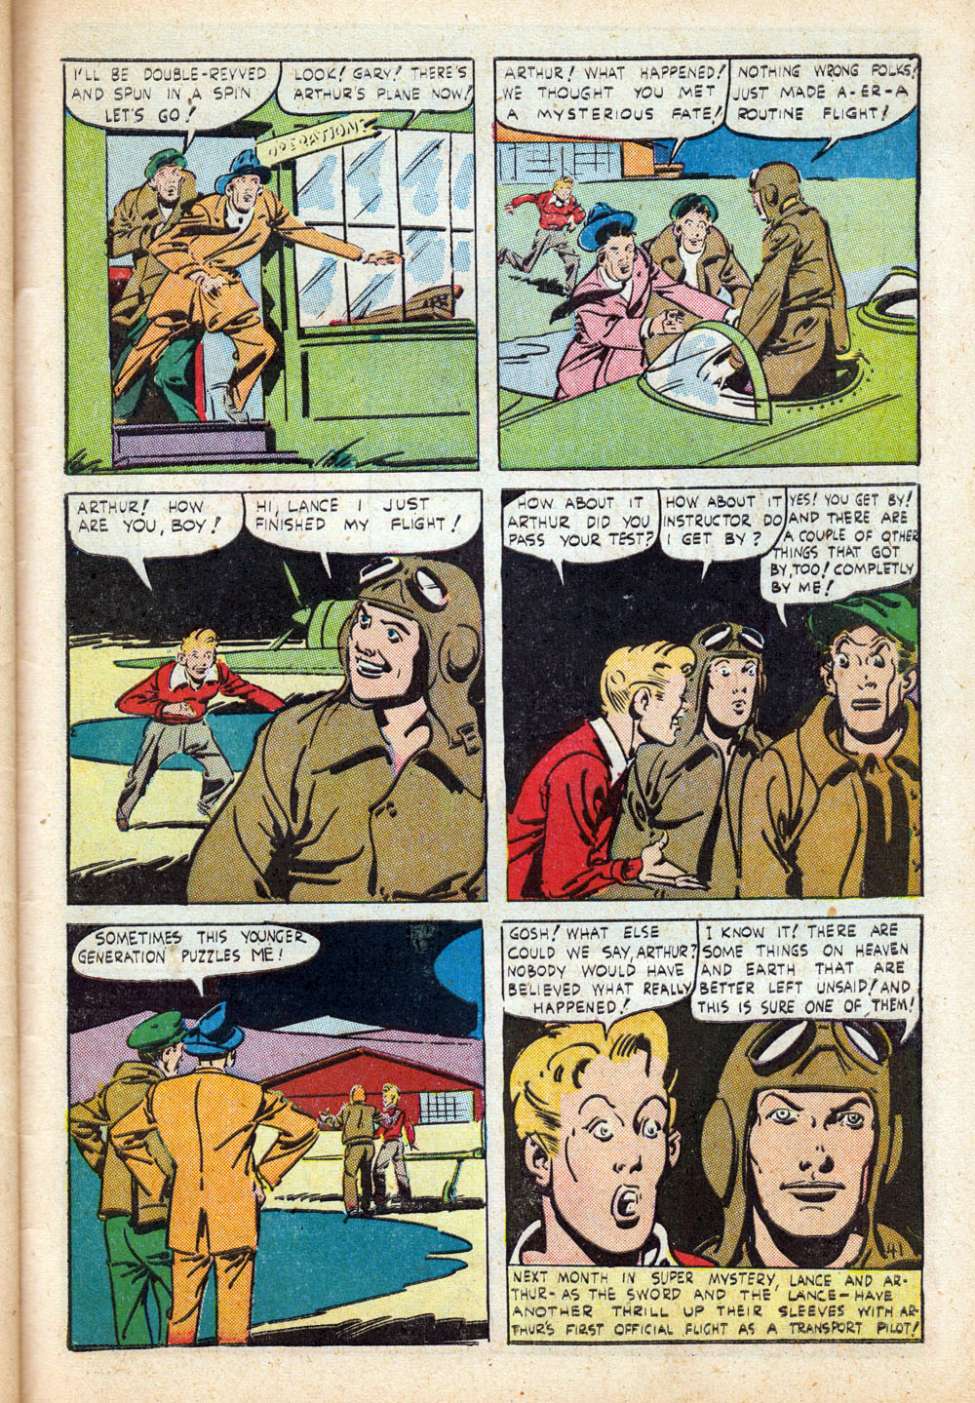 I'LL BE DOUBLE-REVVED
AND SPUN IN A SPIN
LET'S GO!
LOOK! GARY! THERE'S
ARTHUR'S PLANE NOW!
OPERATIONS
ARTHUR! WHAT HAPPENED!
WE THOUGHT YOU MET
A MYSTERIOUS FATE!
NOTHING WRONG FOLKS!
JUST MADE A-ER-A
ROUTINE FLIGHT!
ARTHUR! HOW
ARE YOU, BOY!
HI, LANCE I JUST
FINISHED MY FLIGHT!
HOW ABOUT IT
ARTHUR DID YOU
PASS YOUR TEST?
HOW ABOUT IT
INSTRUCTOR DO
I GET BY?
YES! YOU GET BY!
AND THERE ARE
A COUPLE OF OTHER
THINGS THAT GOT
BY, TOO! COMPLETLY
BY ME!
SOMETIMES THIS YOUNGER
GENERATION PUZZLES ME!
GOSH! WHAT ELSE
COULD WE SAY, ARTHUR?
NOBODY WOULD HAVE
BELIEVED WHAT REALLY
HAPPENED!
I KNOW IT! THERE ARE
SOME THINGS ON HEAVEN
AND EARTH THAT ARE
BETTER LEFT UNSAID! AND
THIS IS SURE ONE OF THEM!
41
NEXT MONTH IN SUPER MYSTERY, LANCE AND AR-
THUR- AS THE SWORD AND THE LANCE- HAVE
ANOTHER THRILL UP THEIR SLEEVES WITH AR-
THUR'S FIRST OFFICIAL FLIGHT AS A TRANSPORT PILOT!